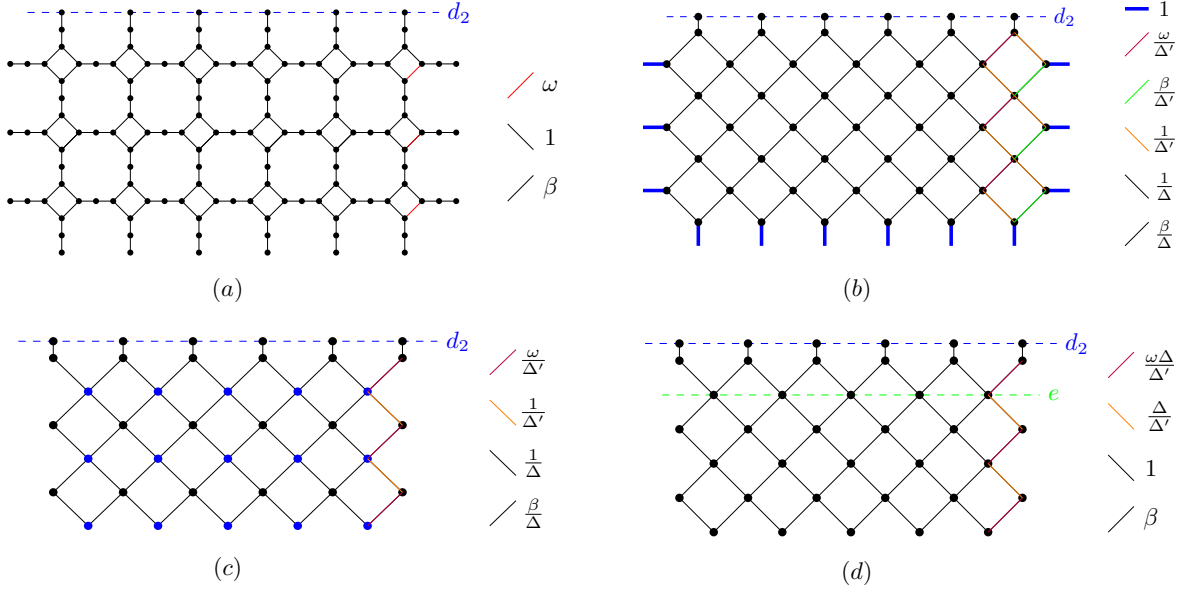 d₂
ω
1
β
(a)
d₂
1
ω/Δ′
β/Δ′
1/Δ′
1/Δ
β/Δ
(b)
d₂
ω/Δ′
1/Δ′
1/Δ
β/Δ
(c)
d₂
e
ωΔ/Δ′
Δ/Δ′
1
β
(d)